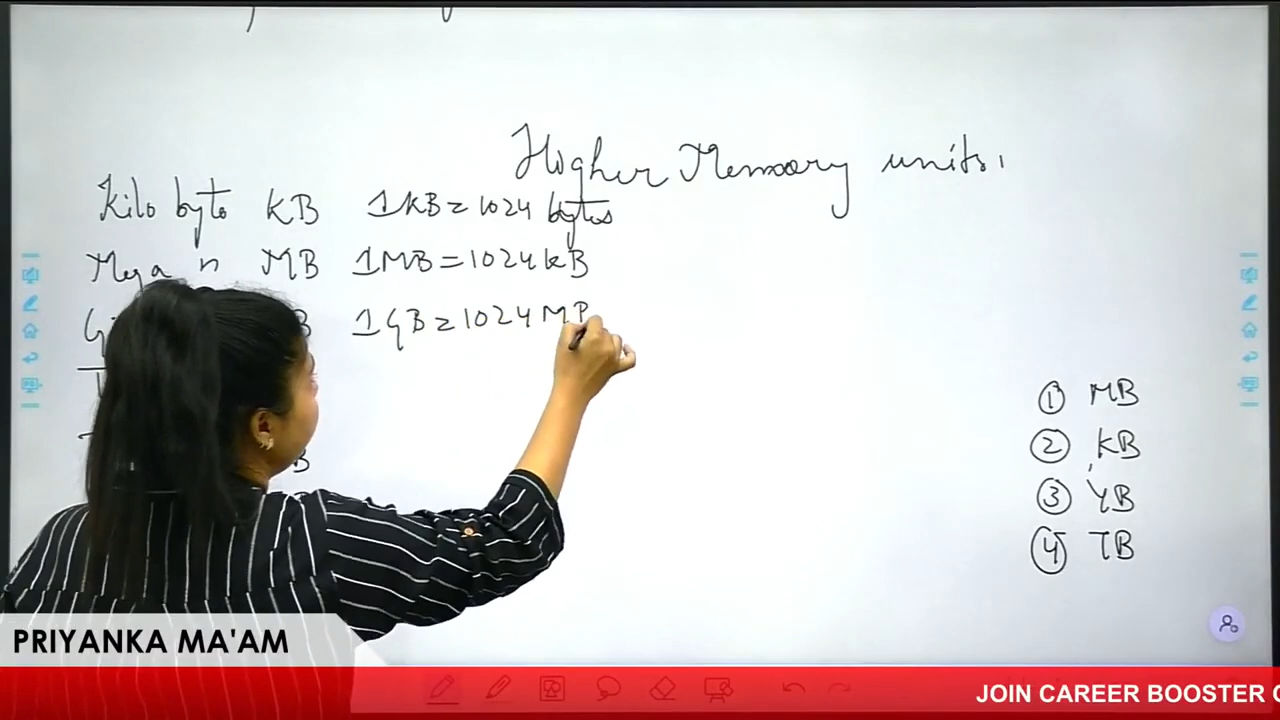 Higher Memory units,
Kilo byte KB 1KB = 1024 bytes
Mega " MB 1MB = 1024 KB
B 1GB = 1024 MB
B
① MB
② KB
③ YB
④ TB
PRIYANKA MA'AM
JOIN CAREER BOOSTER